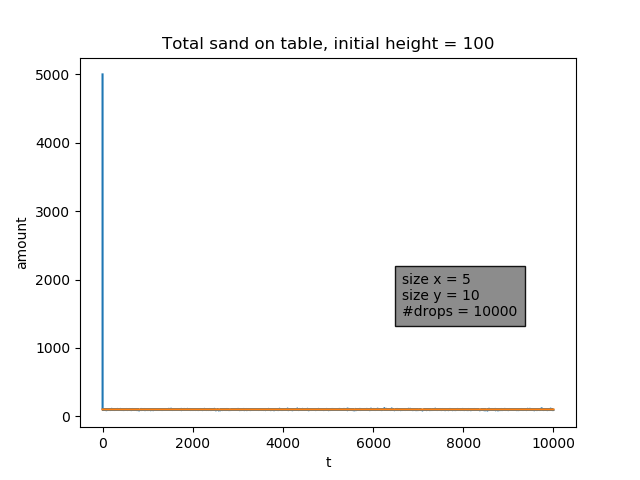 Total sand on table, initial height = 100
5000
4000
3000
2000
1000
0
amount
size x = 5
size y = 10
#drops = 10000
0 2000 4000 6000 8000 10000
t